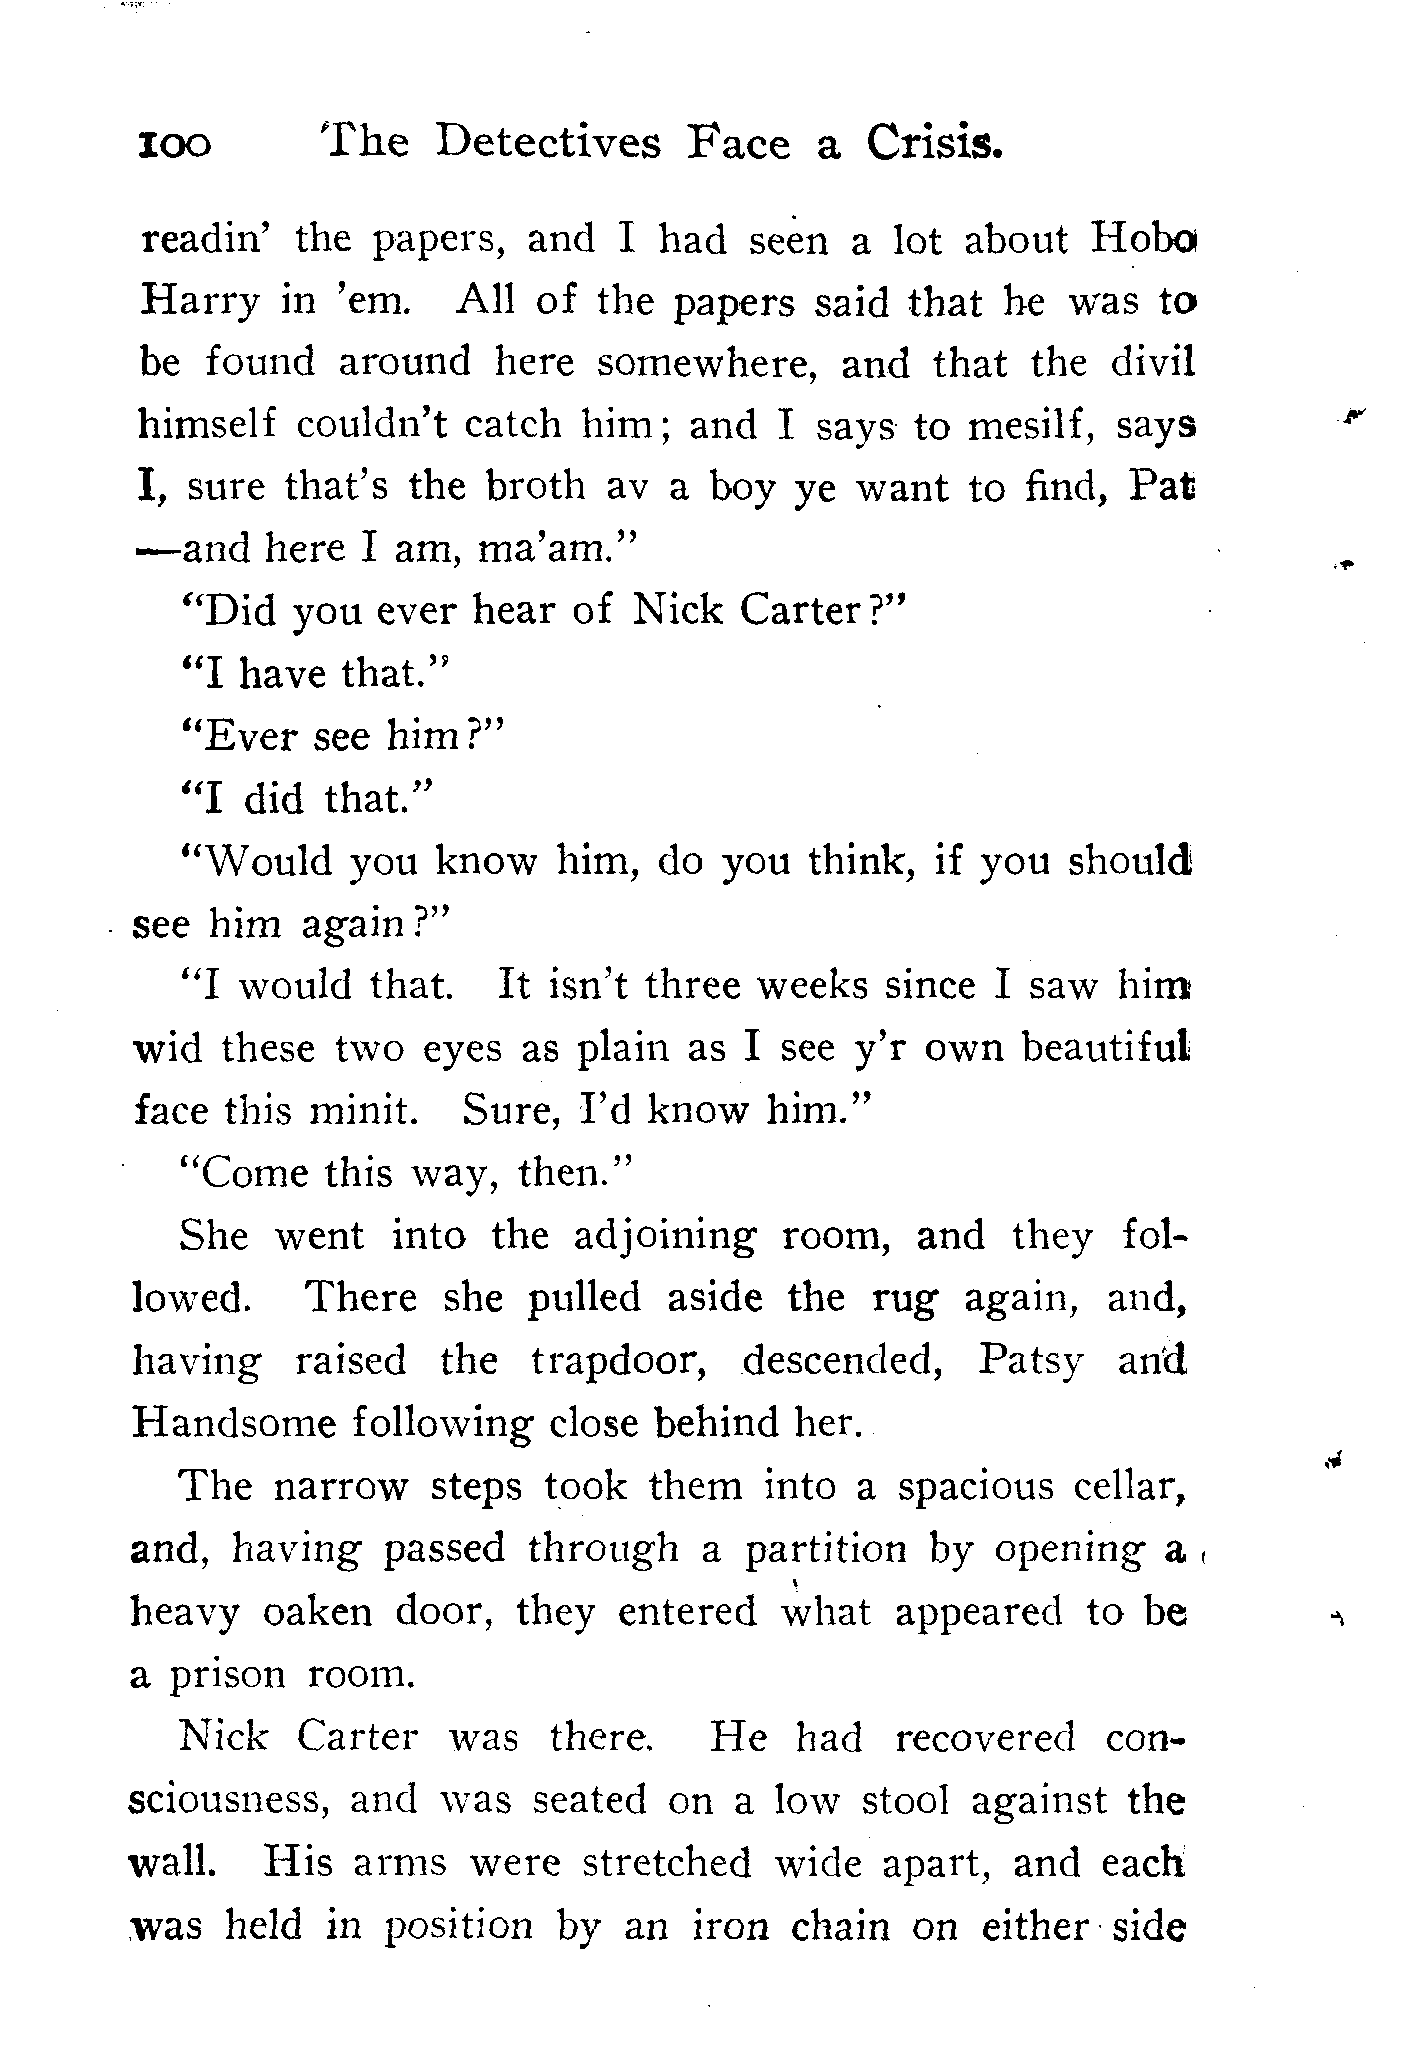 100 The Detectives Face a Crisis.
readin' the papers, and I had seen a lot about Hobo
Harry in 'em. All of the papers said that he was to
be found around here somewhere, and that the divil
himself couldn't catch him; and I says to mesilf, says
I, sure that's the broth av a boy ye want to find, Pat
—and here I am, ma'am."
"Did you ever hear of Nick Carter?"
"I have that."
"Ever see him?"
"I did that."
"Would you know him, do you think, if you should
see him again?"
"I would that. It isn't three weeks since I saw him
wid these two eyes as plain as I see y'r own beautiful
face this minit. Sure, I'd know him."
"Come this way, then."
She went into the adjoining room, and they fol-
lowed. There she pulled aside the rug again, and,
having raised the trapdoor, descended, Patsy and
Handsome following close behind her.
The narrow steps took them into a spacious cellar,
and, having passed through a partition by opening a
heavy oaken door, they entered what appeared to be
a prison room.
Nick Carter was there. He had recovered con-
sciousness, and was seated on a low stool against the
wall. His arms were stretched wide apart, and each
was held in position by an iron chain on either side